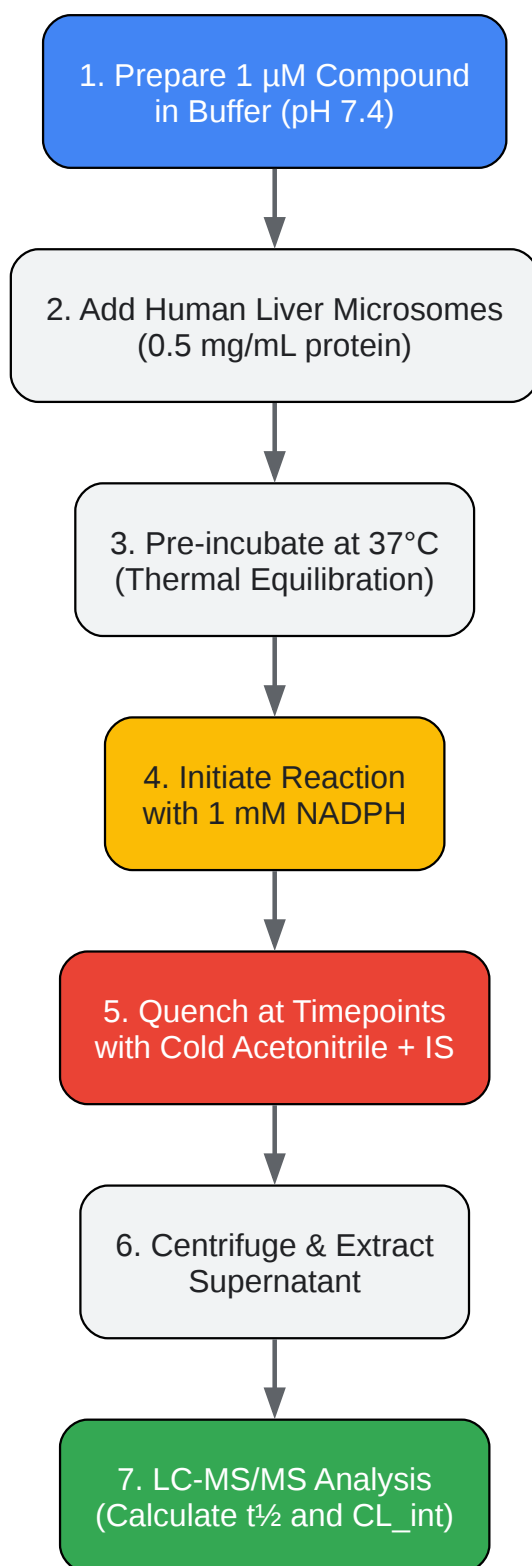 1. Prepare 1 µM Compound
in Buffer (pH 7.4)
2. Add Human Liver Microsomes
(0.5 mg/mL protein)
3. Pre-incubate at 37°C
(Thermal Equilibration)
4. Initiate Reaction
with 1 mM NADPH
5. Quench at Timepoints
with Cold Acetonitrile + IS
6. Centrifuge & Extract
Supernatant
7. LC-MS/MS Analysis
(Calculate t½ and CL_int)